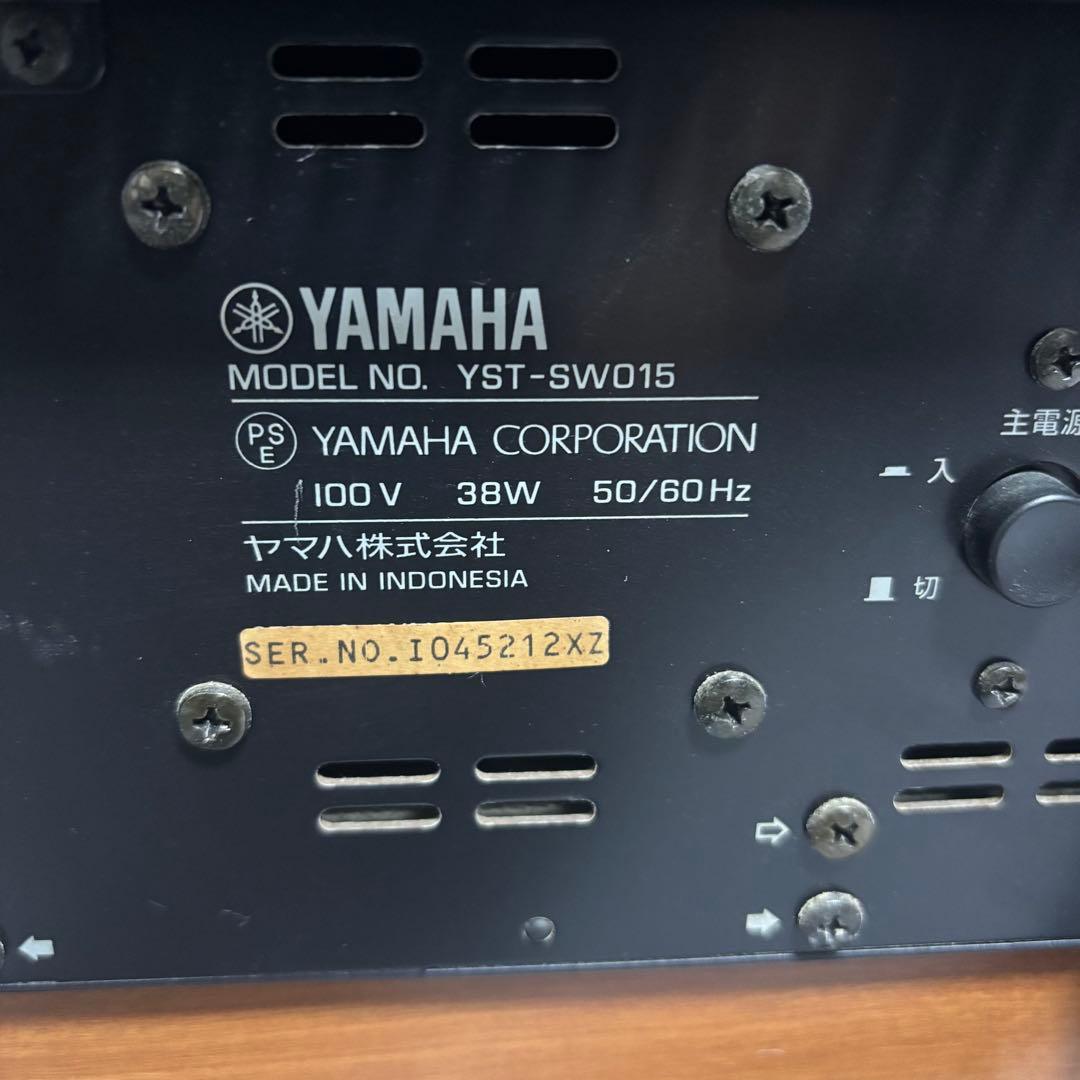 YAMAHA
MODEL NO. YST-SW015
PSE YAMAHA CORPORATION
100V 38W 50/60Hz
ヤマハ株式会社
MADE IN INDONESIA
SER.NO.I045212XZ
主電源
入
切